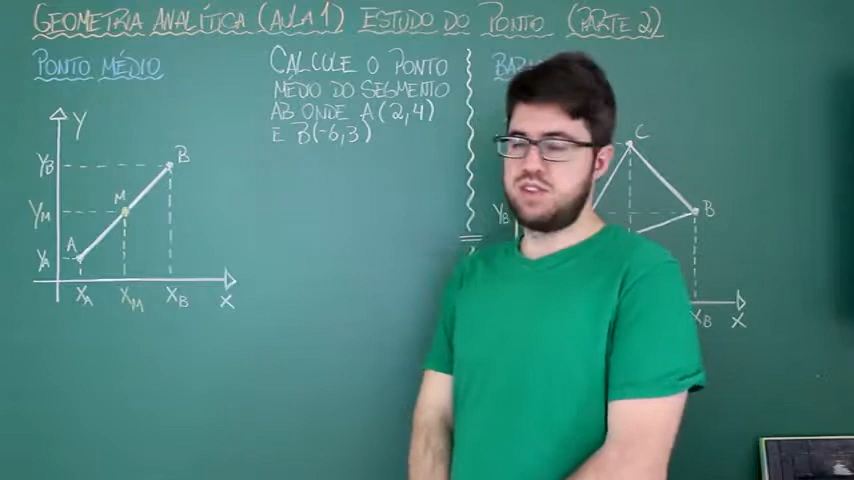 GEOMETRIA ANALÍTICA (AULA 1) ESTUDO DO PONTO (PARTE 2)
PONTO MÉDIO
CALCULE O PONTO
MÉDIO DO SEGMENTO
AB ONDE A(2,4)
E B(-6,3)
Y
YB
B
M
YM
A
YA
XA
XM
XB
X
C
B
YB
XB
X